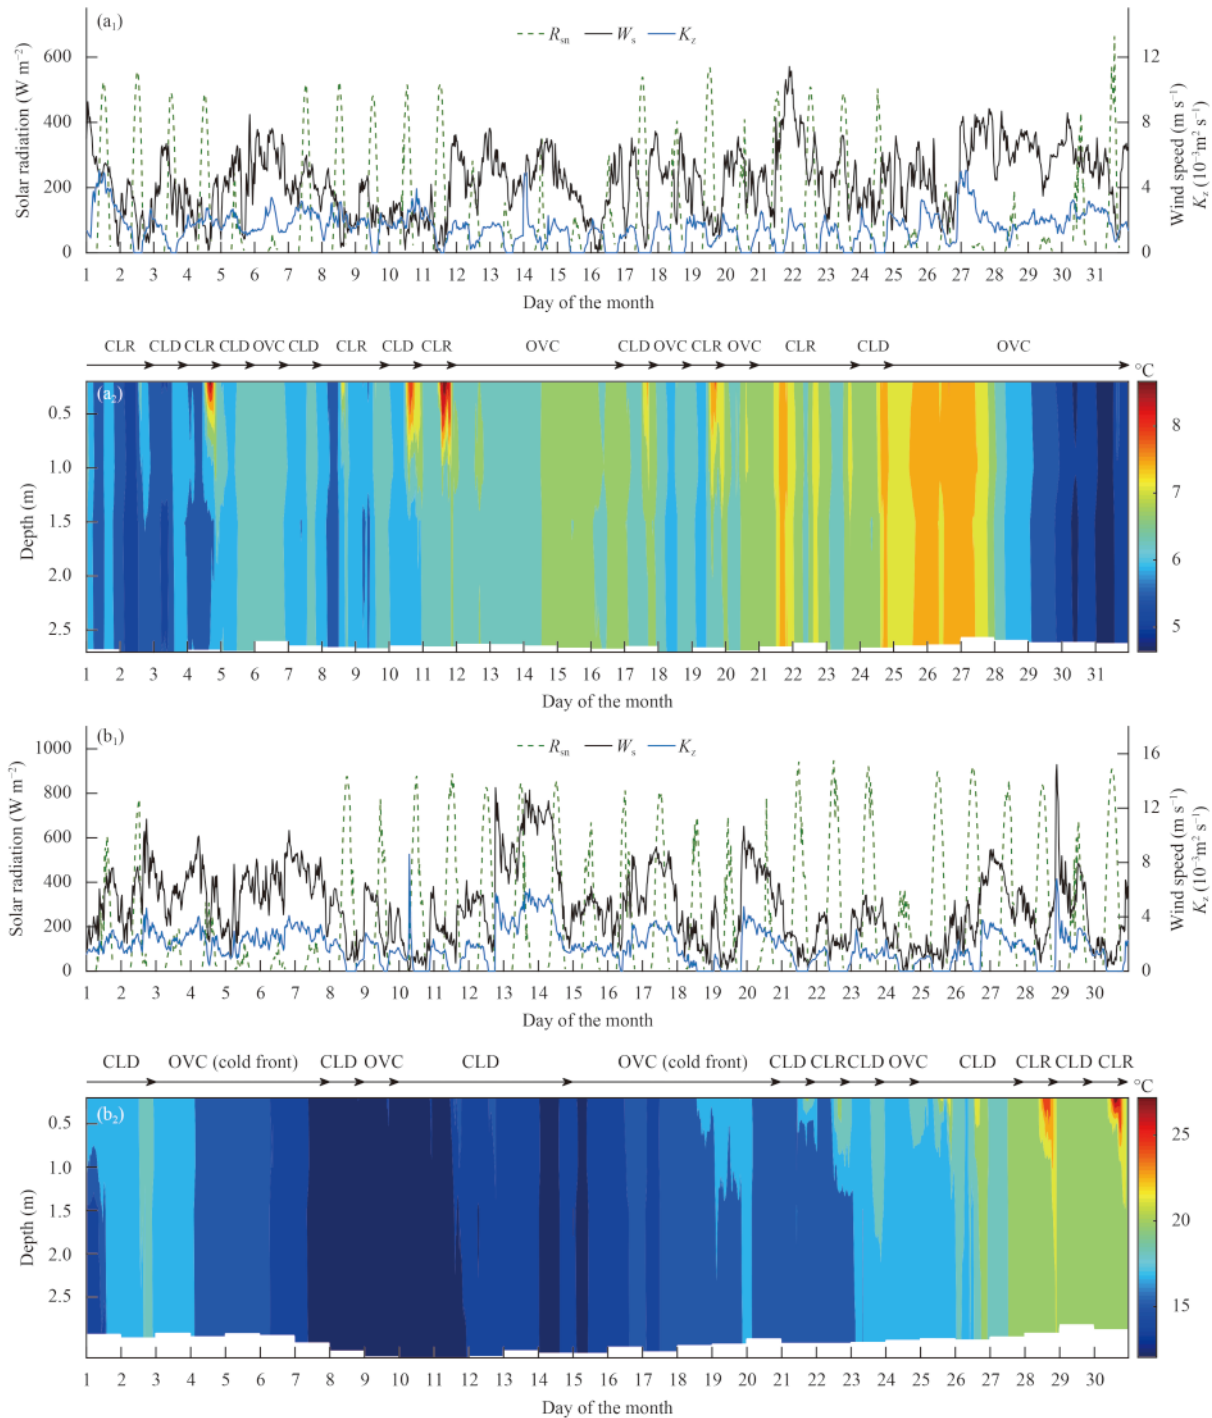 (a₁)
R_sn W_s K_z
Solar radiation (W m⁻²)
600
400
200
0
12
8
4
0
Wind speed (m s⁻¹)
K_z (10⁻³m² s⁻¹)
1 2 3 4 5 6 7 8 9 10 11 12 13 14 15 16 17 18 19 20 21 22 23 24 25 26 27 28 29 30 31
Day of the month
CLR CLD CLR CLD OVC CLD CLR CLD CLR OVC CLD OVC CLR OVC CLR CLD OVC
°C
(a₂)
Depth (m)
0.5
1.0
1.5
2.0
2.5
8
7
6
5
1 2 3 4 5 6 7 8 9 10 11 12 13 14 15 16 17 18 19 20 21 22 23 24 25 26 27 28 29 30 31
Day of the month
(b₁)
R_sn W_s K_z
Solar radiation (W m⁻²)
1000
800
600
400
200
0
16
12
8
4
0
Wind speed (m s⁻¹)
K_z (10⁻³m² s⁻¹)
1 2 3 4 5 6 7 8 9 10 11 12 13 14 15 16 17 18 19 20 21 22 23 24 25 26 27 28 29 30
Day of the month
CLD OVC (cold front) CLD OVC CLD OVC (cold front) CLD CLR CLD OVC CLD CLR CLD CLR
°C
(b₂)
Depth (m)
0.5
1.0
1.5
2.0
2.5
25
20
15
1 2 3 4 5 6 7 8 9 10 11 12 13 14 15 16 17 18 19 20 21 22 23 24 25 26 27 28 29 30
Day of the month